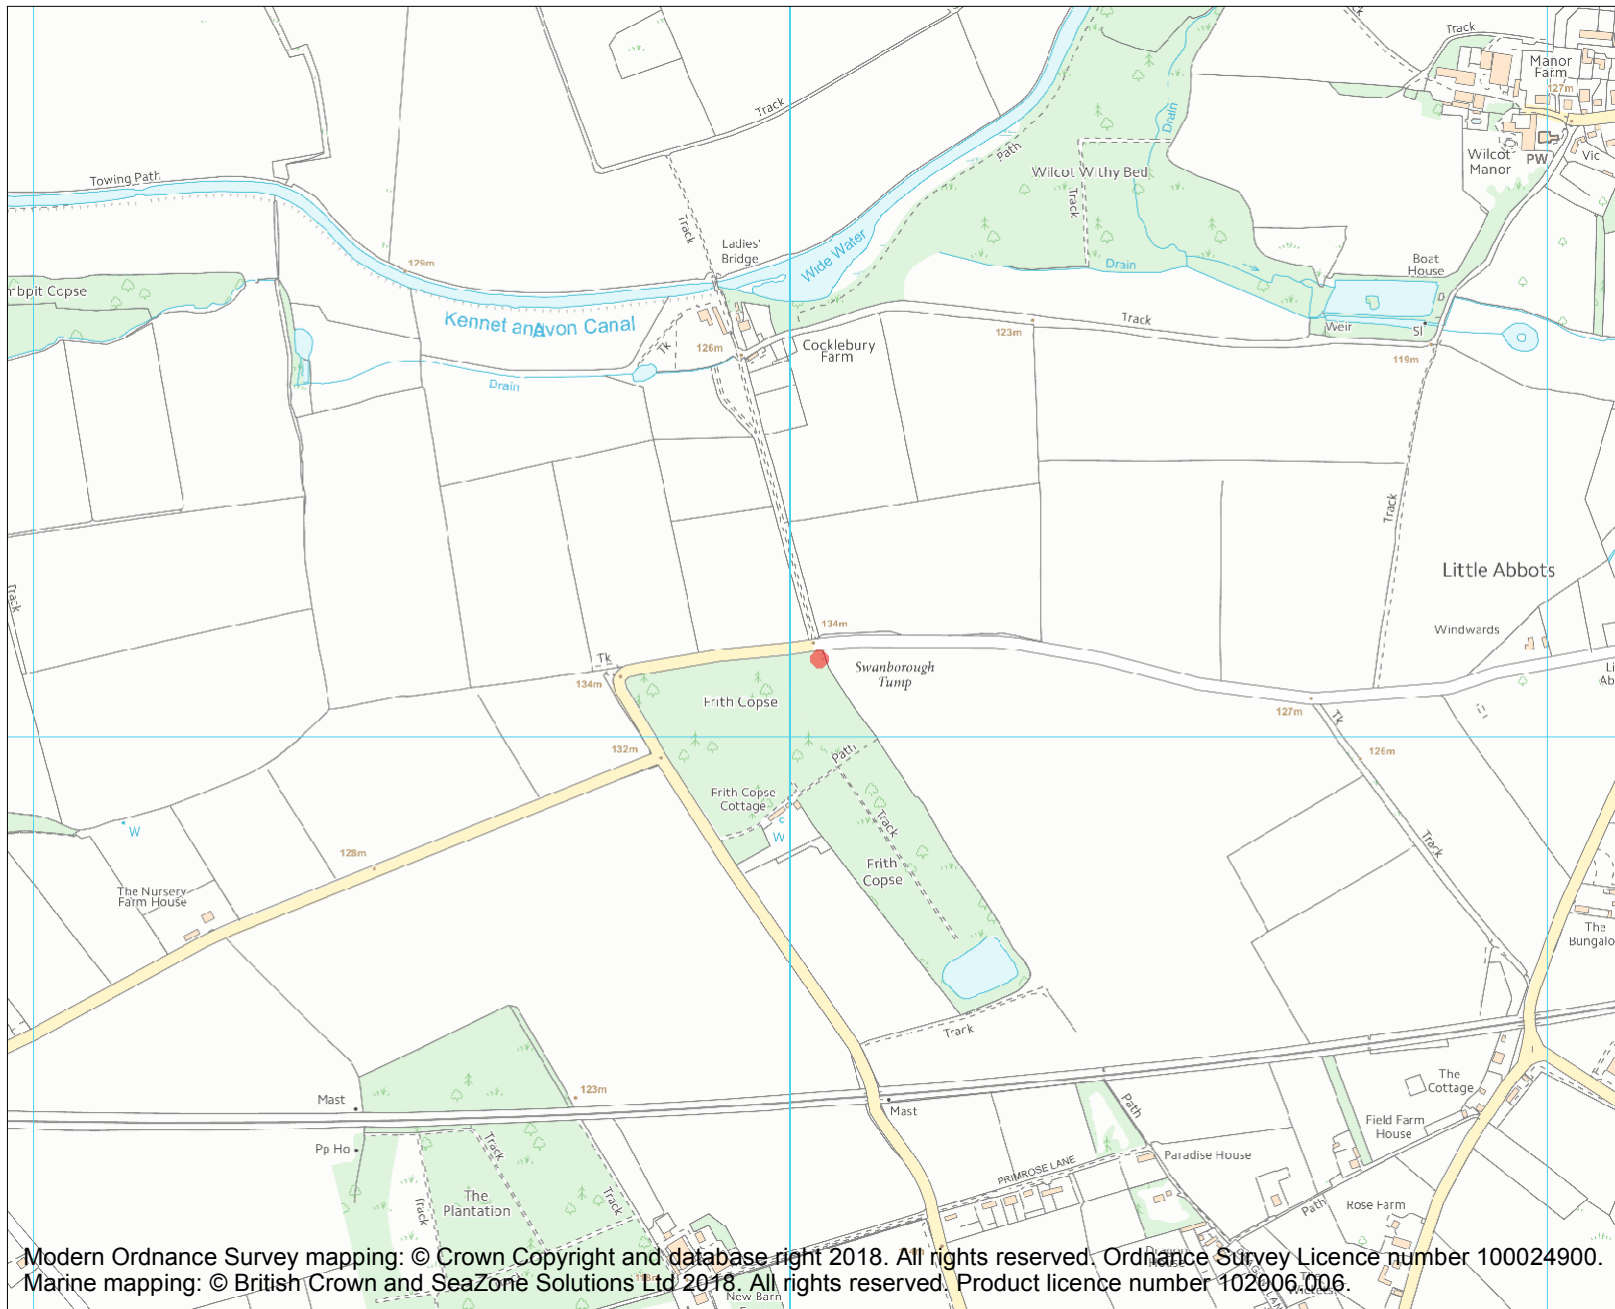 Track
Manor
Farm
127m
Track
Drain
Path
Wilcot
Manor
PW
Vic
Wilcot Withy Bed
Towing Path
Track
Track
Ladies'
Bridge
Wide Water
129m
Boat
House
Drain
Kennet and Avon Canal
Track
123m
Weir
Sl
Tk
126m
Cocklebury
Farm
119m
Drain
Track
Track
Little Abbots
134m
Windwards
Tk
Swanborough
Tump
134m
Frith Copse
127m
Tk
132m
126m
Path
Frith Copse
Cottage
W
W
Track
Track
128m
Frith
Copse
The Nursery
Farm House
The
Bungalo
Track
123m
The
Cottage
Mast
Mast
Path
Field Farm
House
Pp Ho
Track
Paradise House
PRIMROSE LANE
The
Plantation
Track
Track
Path
Rose Farm
Modern Ordnance Survey mapping: © Crown Copyright and database right 2018. All rights reserved. Ordnance Survey Licence number 100024900.
Marine mapping: © British Crown and SeaZone Solutions Ltd 2018. All rights reserved. Product licence number 102006.006.
New Barn